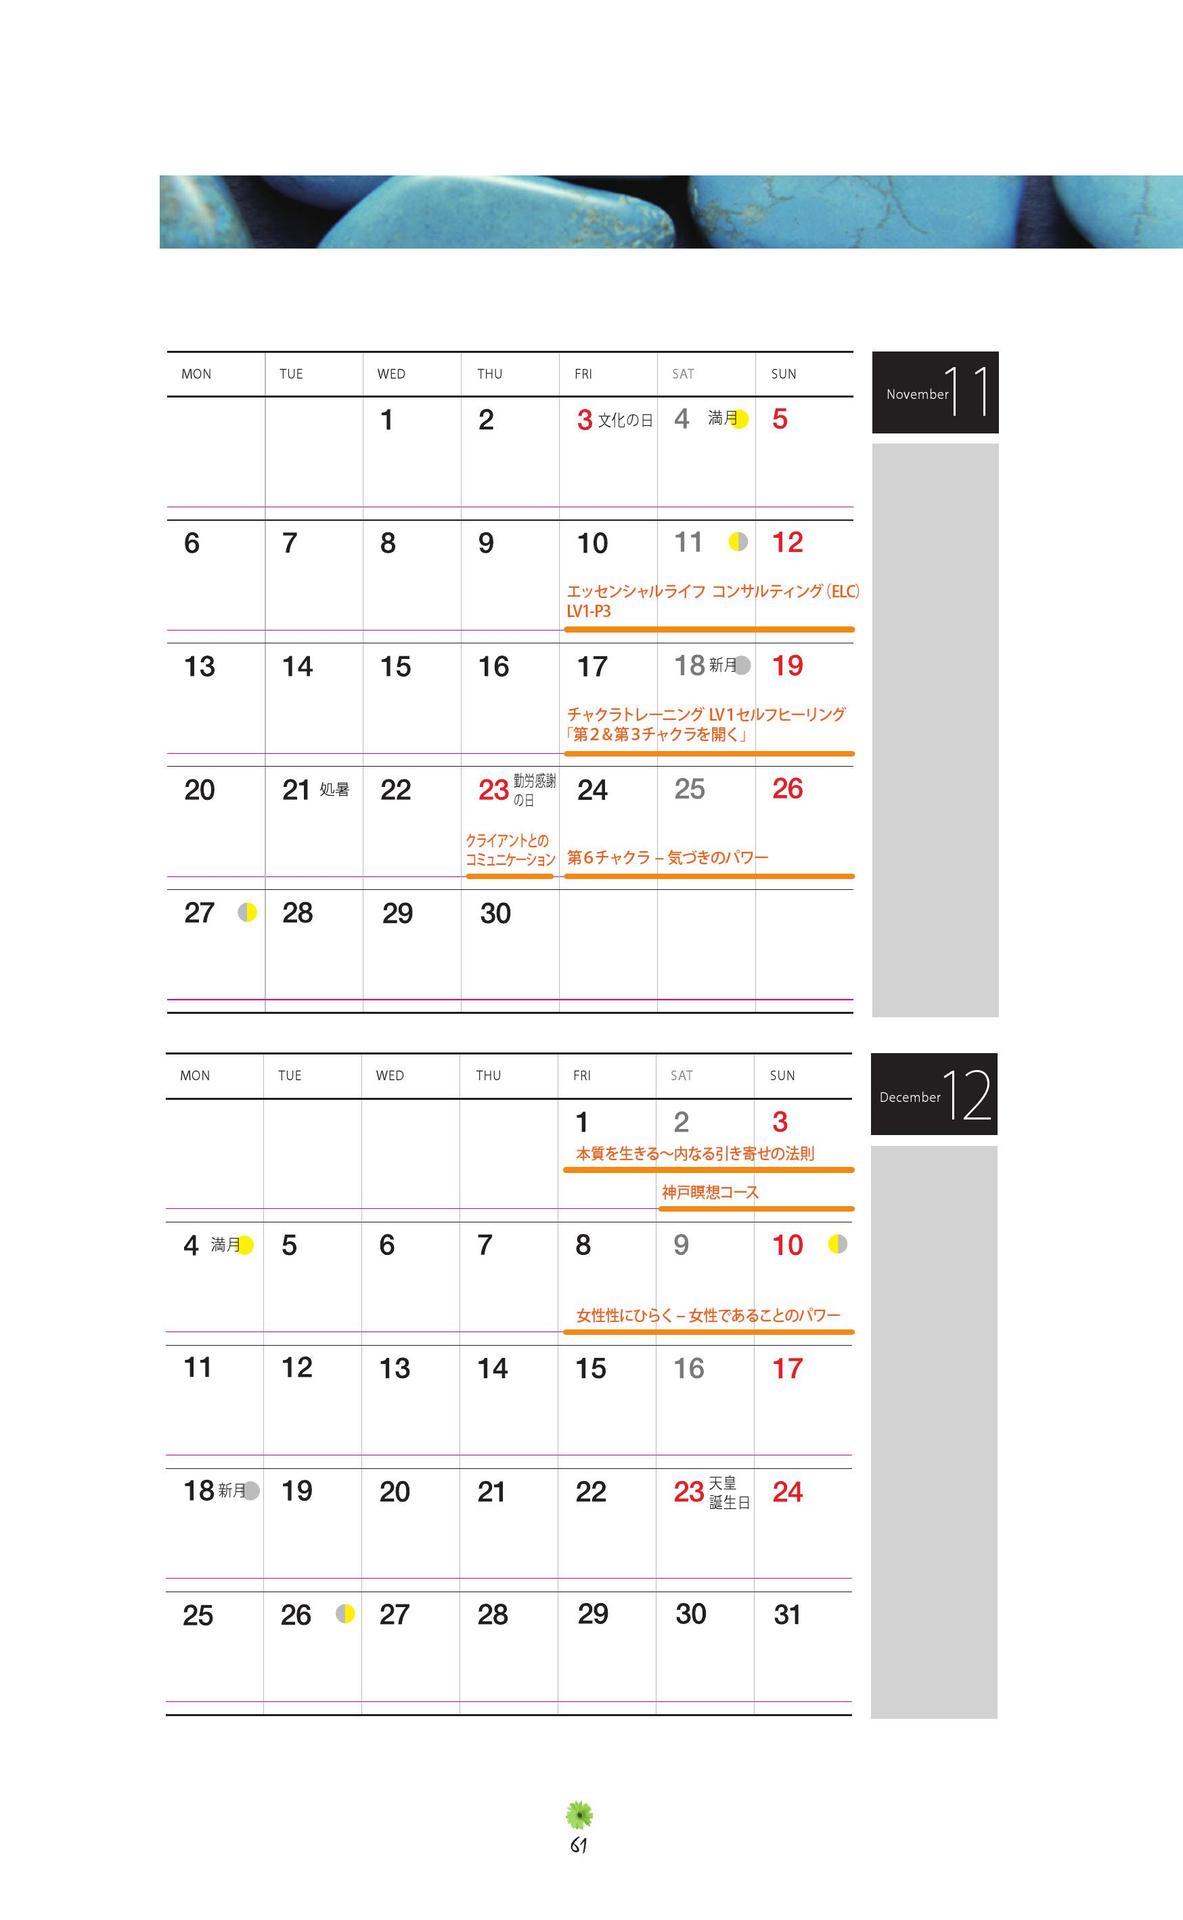 MON TUE WED THU FRI SAT SUN
November 11
1 2 3 文化の日 4 満月 5
6 7 8 9 10 11 12
エッセンシャルライフ コンサルティング（ELC）
LV1-P3
13 14 15 16 17 18 新月 19
チャクラトレーニング LV1セルフヒーリング
「第2＆第3チャクラを開く」
20 21 処暑 22 23 勤労感謝
の日
24 25 26
クライアントとの
コミュニケーション
第6チャクラ – 気づきのパワー
27 28 29 30
MON TUE WED THU FRI SAT SUN
December 12
1 2 3
本質を生きる〜内なる引き寄せの法則
神戸瞑想コース
4 満月 5 6 7 8 9 10
女性性にひらく – 女性であることのパワー
11 12 13 14 15 16 17
18 新月 19 20 21 22 23 天皇
誕生日
24
25 26 27 28 29 30 31
61